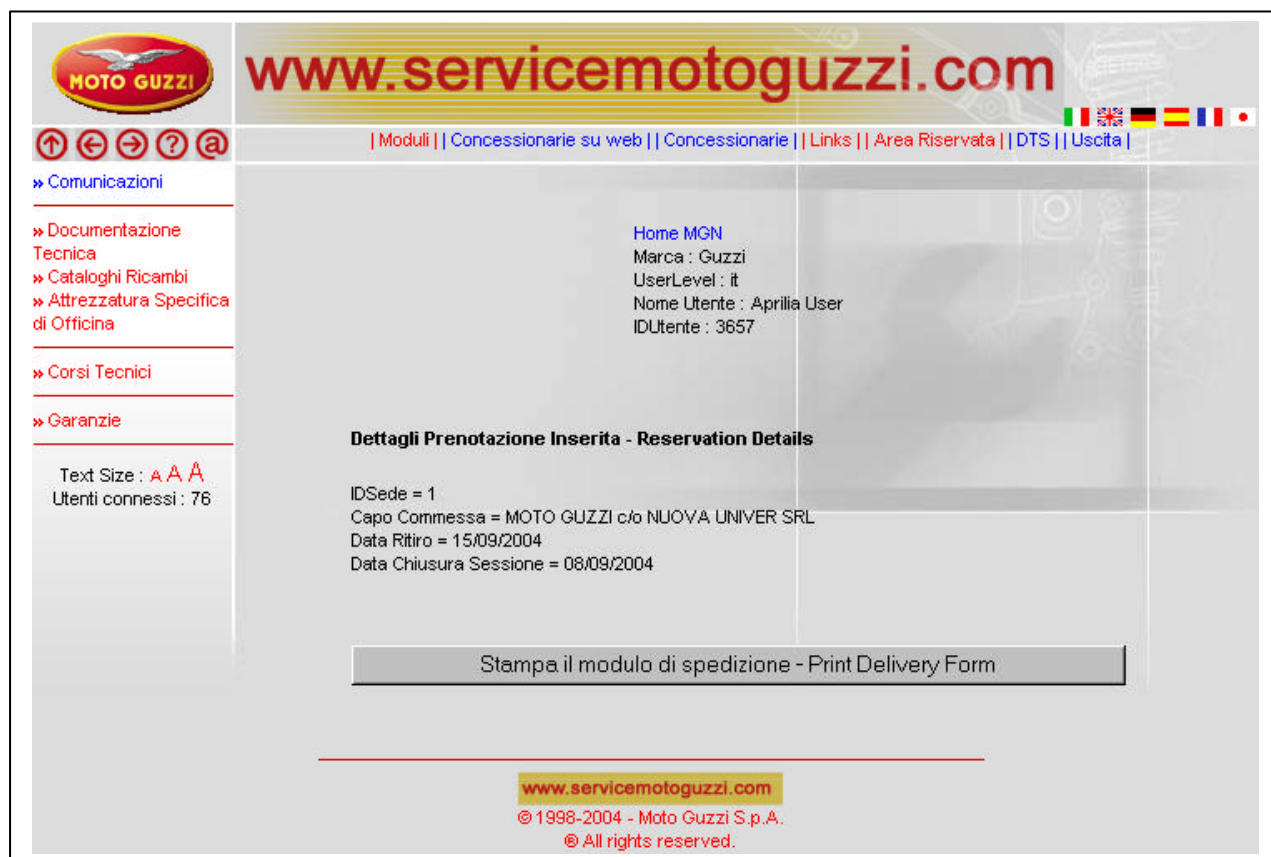 MOTO GUZZI
www.servicemotoguzzi.com
| Moduli | | Concessionarie su web | | Concessionarie | | Links | | Area Riservata | | DTS | | Uscita |
» Comunicazioni
» Documentazione
Tecnica
» Cataloghi Ricambi
» Attrezzatura Specifica
di Officina
» Corsi Tecnici
» Garanzie
Text Size : A A A
Utenti connessi : 76
Home MGN
Marca : Guzzi
UserLevel : it
Nome Utente : Aprilia User
IDUtente : 3657
Dettagli Prenotazione Inserita - Reservation Details
IDSede = 1
Capo Commessa = MOTO GUZZI c/o NUOVA UNIVER SRL
Data Ritiro = 15/09/2004
Data Chiusura Sessione = 08/09/2004
Stampa il modulo di spedizione - Print Delivery Form
www.servicemotoguzzi.com
© 1998-2004 - Moto Guzzi S.p.A.
® All rights reserved.